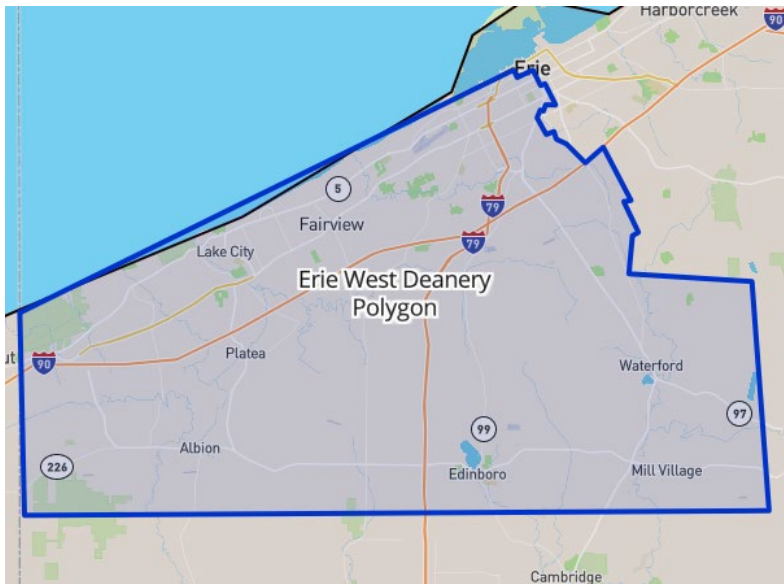 Harborcreek
90
Erie
5
79
Fairview
79
Lake City
Erie West Deanery
Polygon
90
Platea
Waterford
97
99
Albion
226
Edinboro
Mill Village
Cambridge